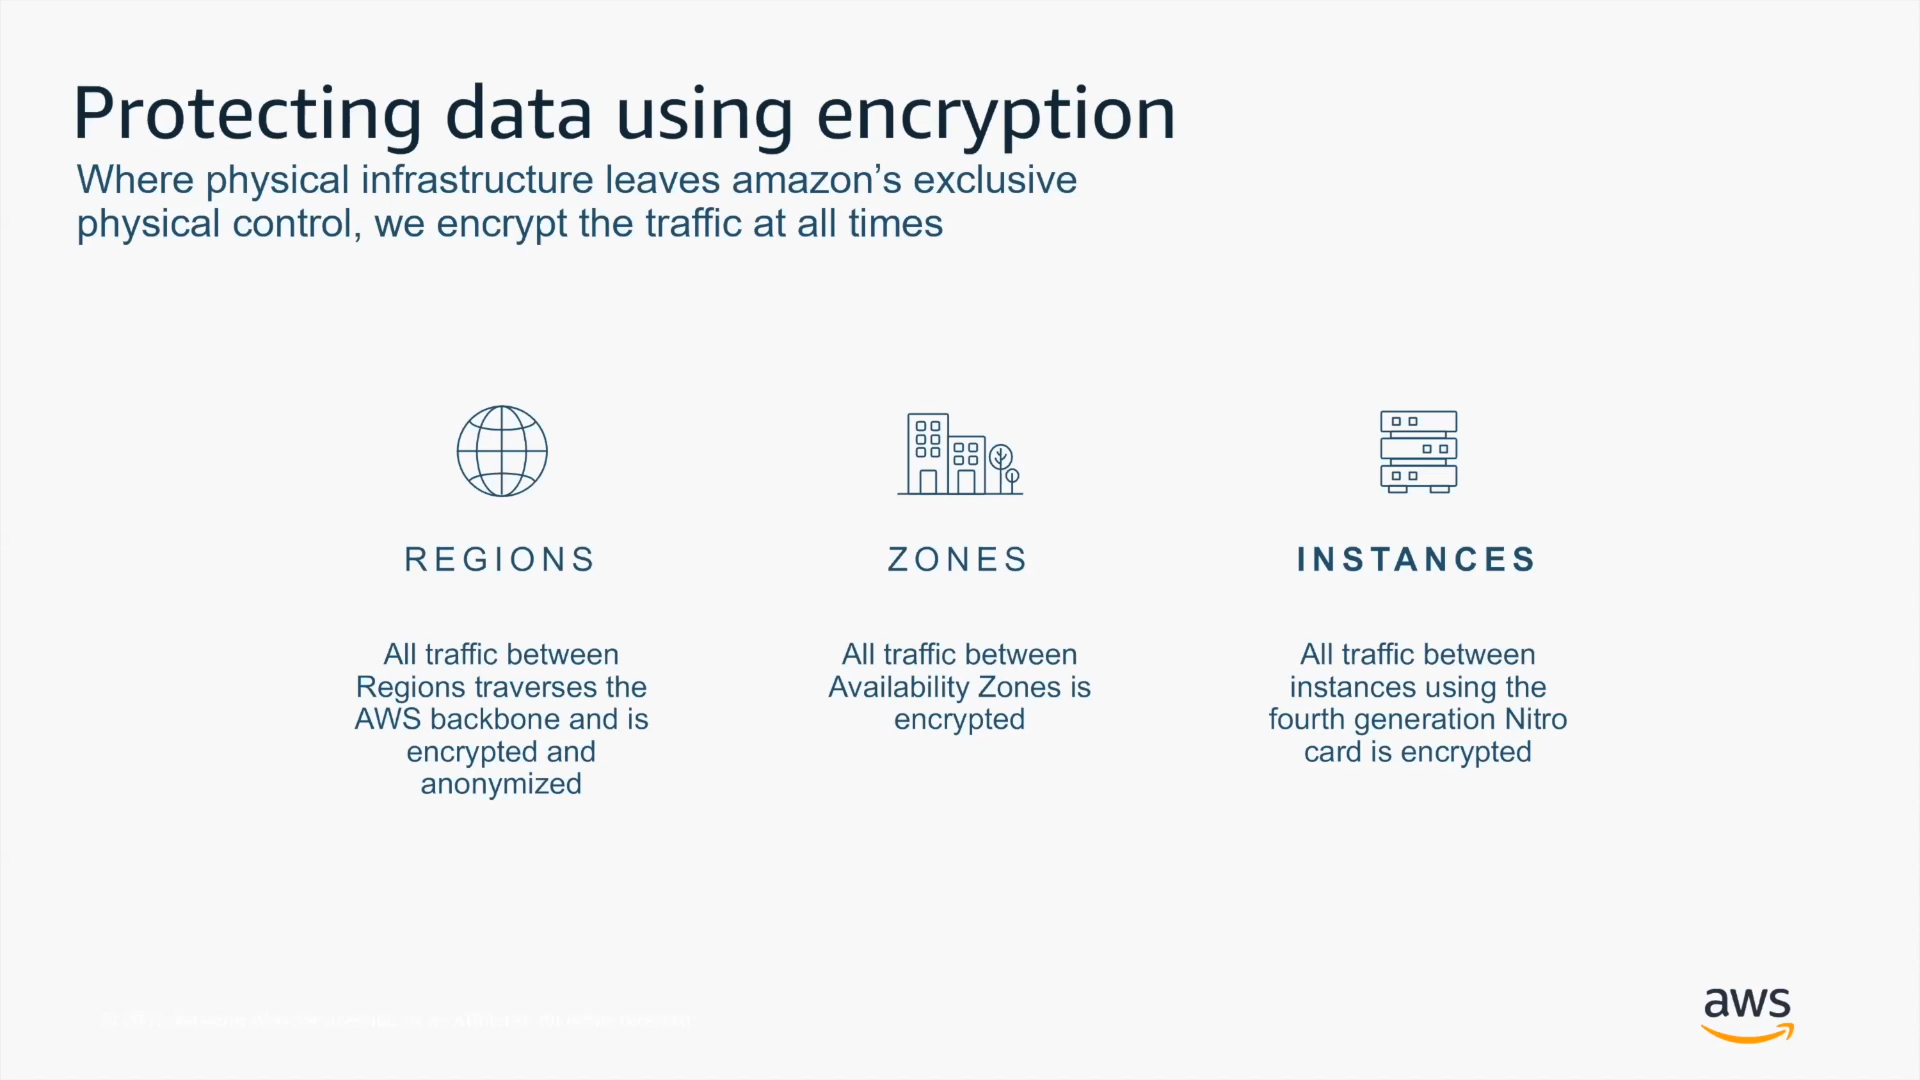 Protecting data using encryption
Where physical infrastructure leaves amazon’s exclusive
physical control, we encrypt the traffic at all times
REGIONS
All traffic between
Regions traverses the
AWS backbone and is
encrypted and
anonymized
ZONES
All traffic between
Availability Zones is
encrypted
INSTANCES
All traffic between
instances using the
fourth generation Nitro
card is encrypted
aws